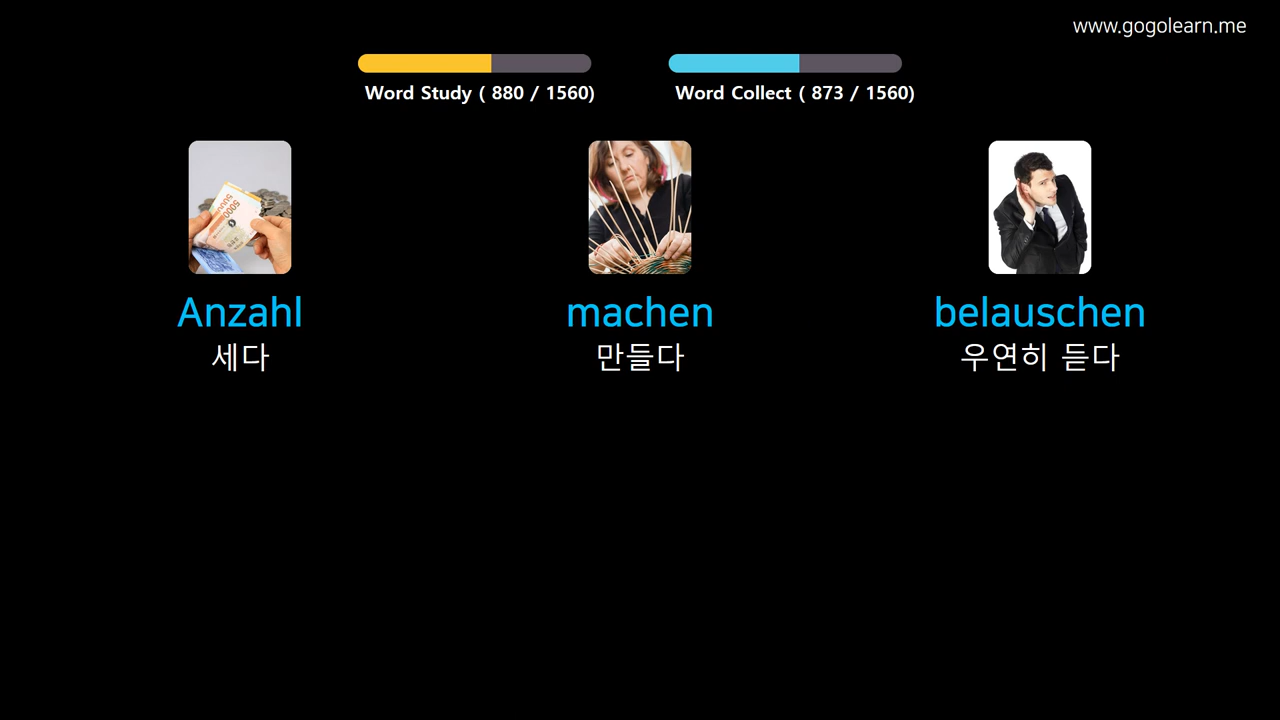 www.gogolearn.me
Word Study ( 880 / 1560)
Word Collect ( 873 / 1560)
Anzahl
세다
machen
만들다
belauschen
우연히 듣다